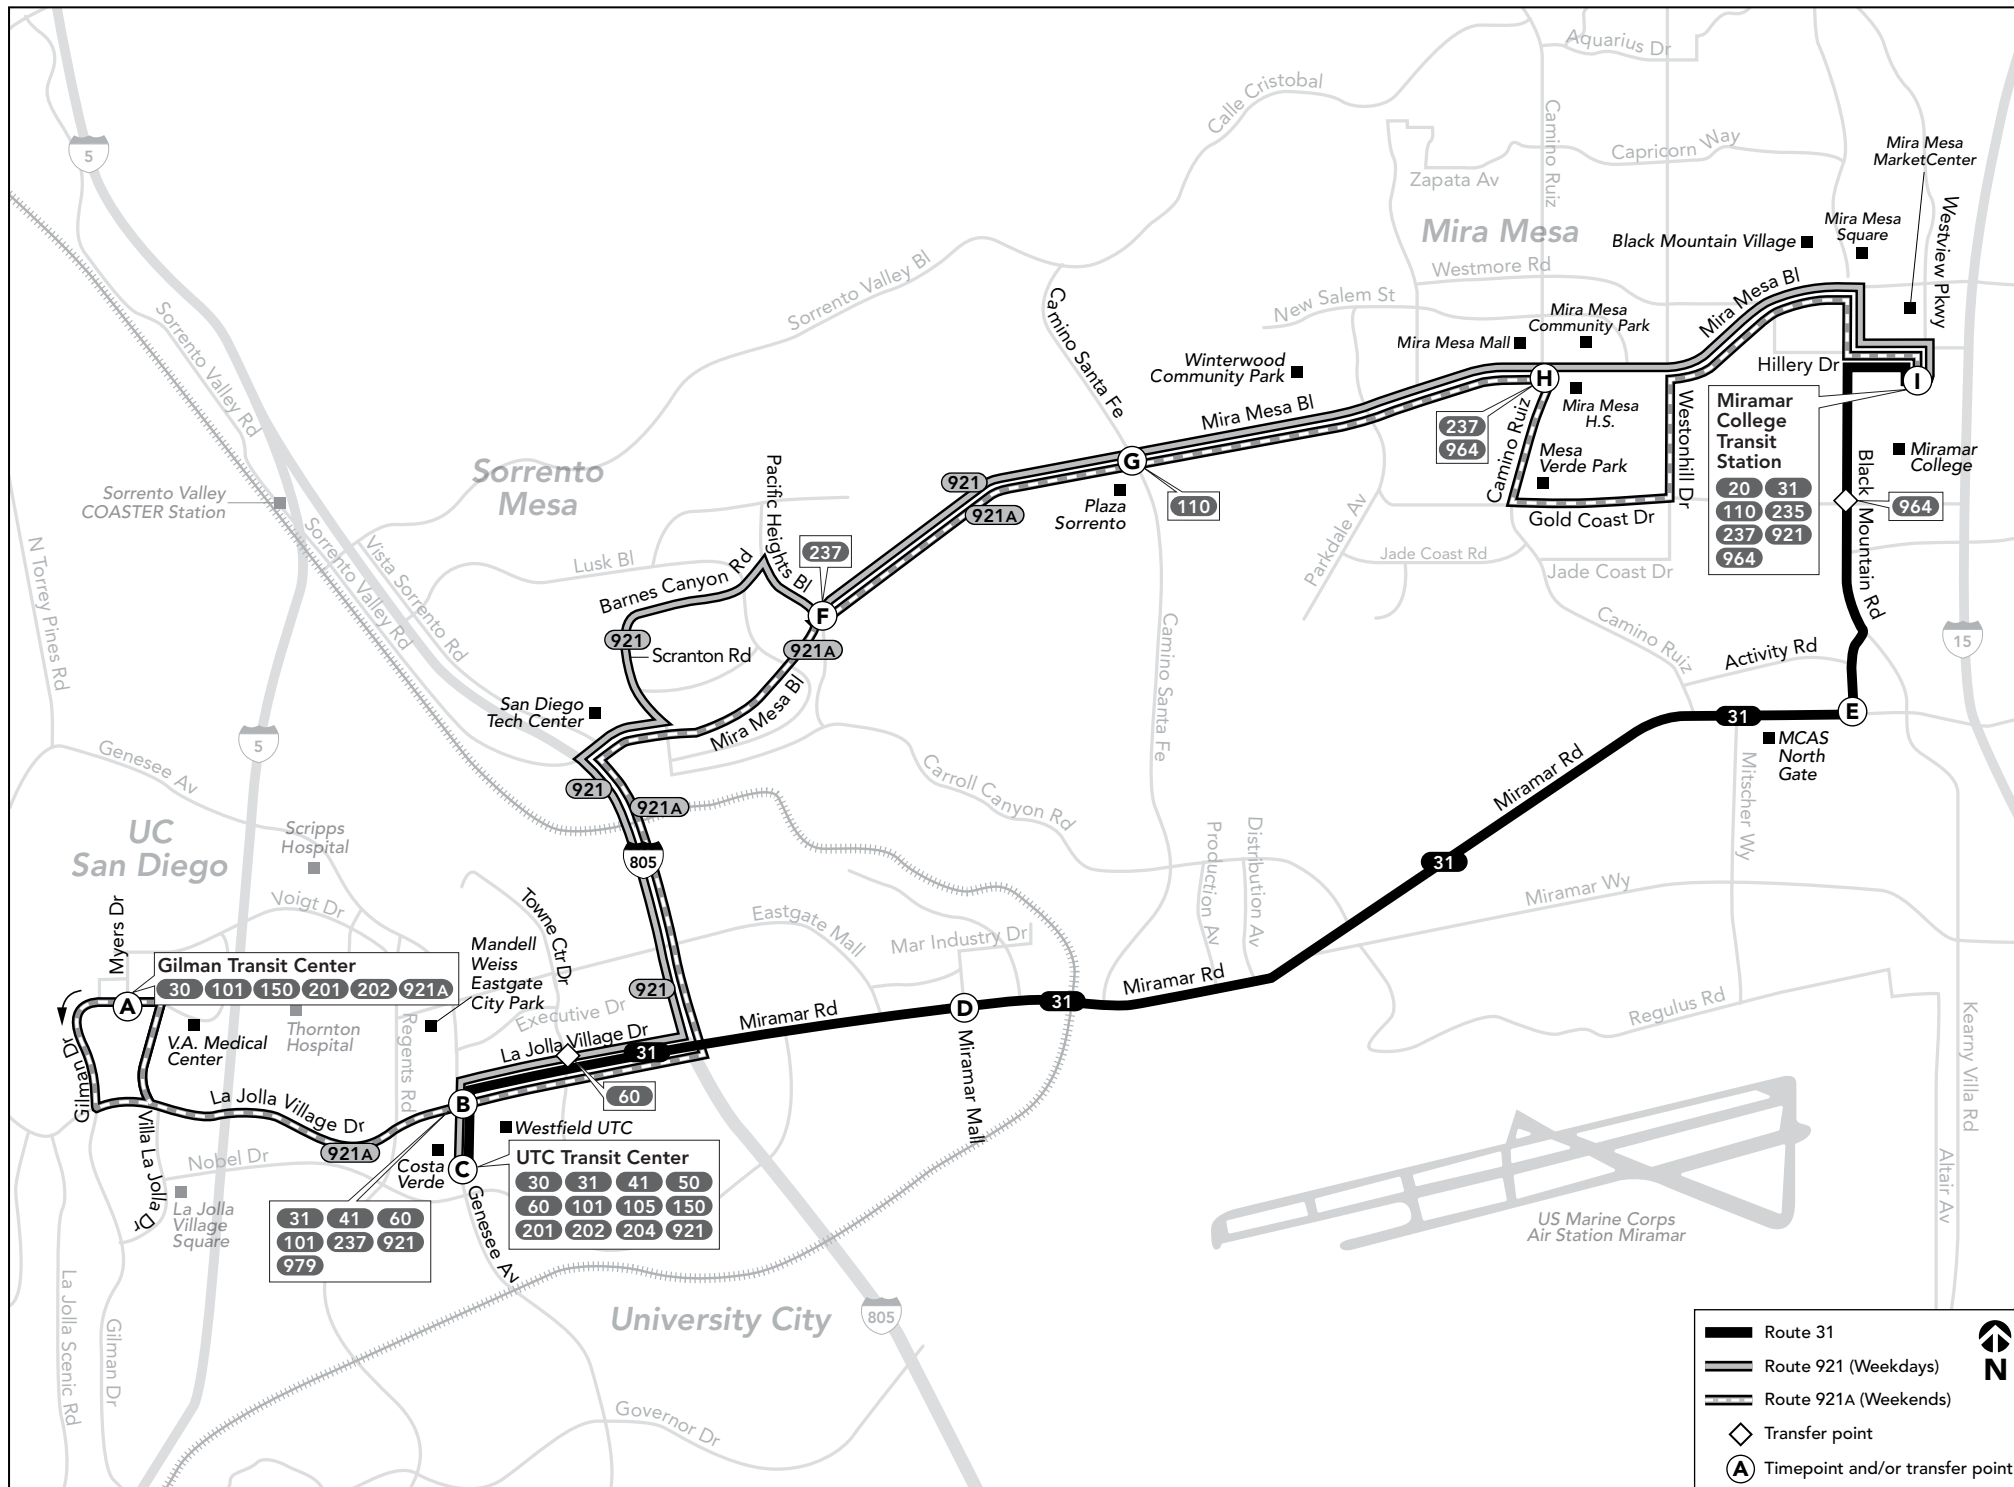 Aquarius Dr
Calle Cristobal
Camino Ruiz
Capricorn Way
Mira Mesa
MarketCenter
5
Zapata Av
Westview Pkwy
Mira Mesa
Black Mountain Village
Mira Mesa
Square
Sorrento Valley Bl
Westmore Rd
Mira Mesa Bl
New Salem St
Camino Santa Fe
Sorrento Valley Rd
Mira Mesa
Community Park
Mira Mesa Mall
Winterwood
Community Park
Hillery Dr
H
I
Mira Mesa Bl
Mira Mesa
H.S.
Camino Ruiz
Westonhill Dr
237
964
Miramar
College
Transit
Station
20 31
110 235
237 921
964
Miramar
College
Black Mountain Rd
964
Mesa
Verde Park
Gold Coast Dr
G
Plaza
Sorrento
110
921
921A
Sorrento
Mesa
Sorrento Valley
COASTER Station
Pacific Heights Bl
Parkdale Av
Jade Coast Rd
Jade Coast Dr
N Torrey Pines Rd
Sorrento Valley Rd
Vista Sorrento Rd
Lusk Bl
Barnes Canyon Rd
237
F
921
Scranton Rd
921A
Camino Santa Fe
Camino Ruiz
Activity Rd
15
San Diego
Tech Center
Mira Mesa Bl
31
E
MCAS
North
Gate
5
Genesee Av
921
921A
Carroll Canyon Rd
Miramar Rd
Mitscher Wy
UC
San Diego
Scripps
Hospital
805
Production Av
Distribution Av
31
Miramar Wy
Voigt Dr
Myers Dr
Towne Ctr Dr
Eastgate Mall
Mar Industry Dr
Mandell
Weiss
Eastgate
City Park
Gilman Transit Center
30 101 150 201 202 921A
A
921
Executive Dr
Miramar Rd
D
31
Miramar Rd
Regulus Rd
Kearny Villa Rd
Gilman Dr
V.A. Medical
Center
Thornton
Hospital
Regents Rd
La Jolla Village Dr
31
60
Miramar Mall
La Jolla Village Dr
B
Villa La Jolla Dr
Nobel Dr
921A
Costa
Verde
Westfield UTC
C
UTC Transit Center
30 31 41 50
60 101 105 150
201 202 204 921
Altair Av
La Jolla
Village
Square
31 41 60
101 237 921
979
Genesee Av
US Marine Corps
Air Station Miramar
La Jolla Scenic Rd
Gilman Dr
University City
805
Governor Dr
Route 31
Route 921 (Weekdays)
N
Route 921A (Weekends)
Transfer point
A Timepoint and/or transfer point